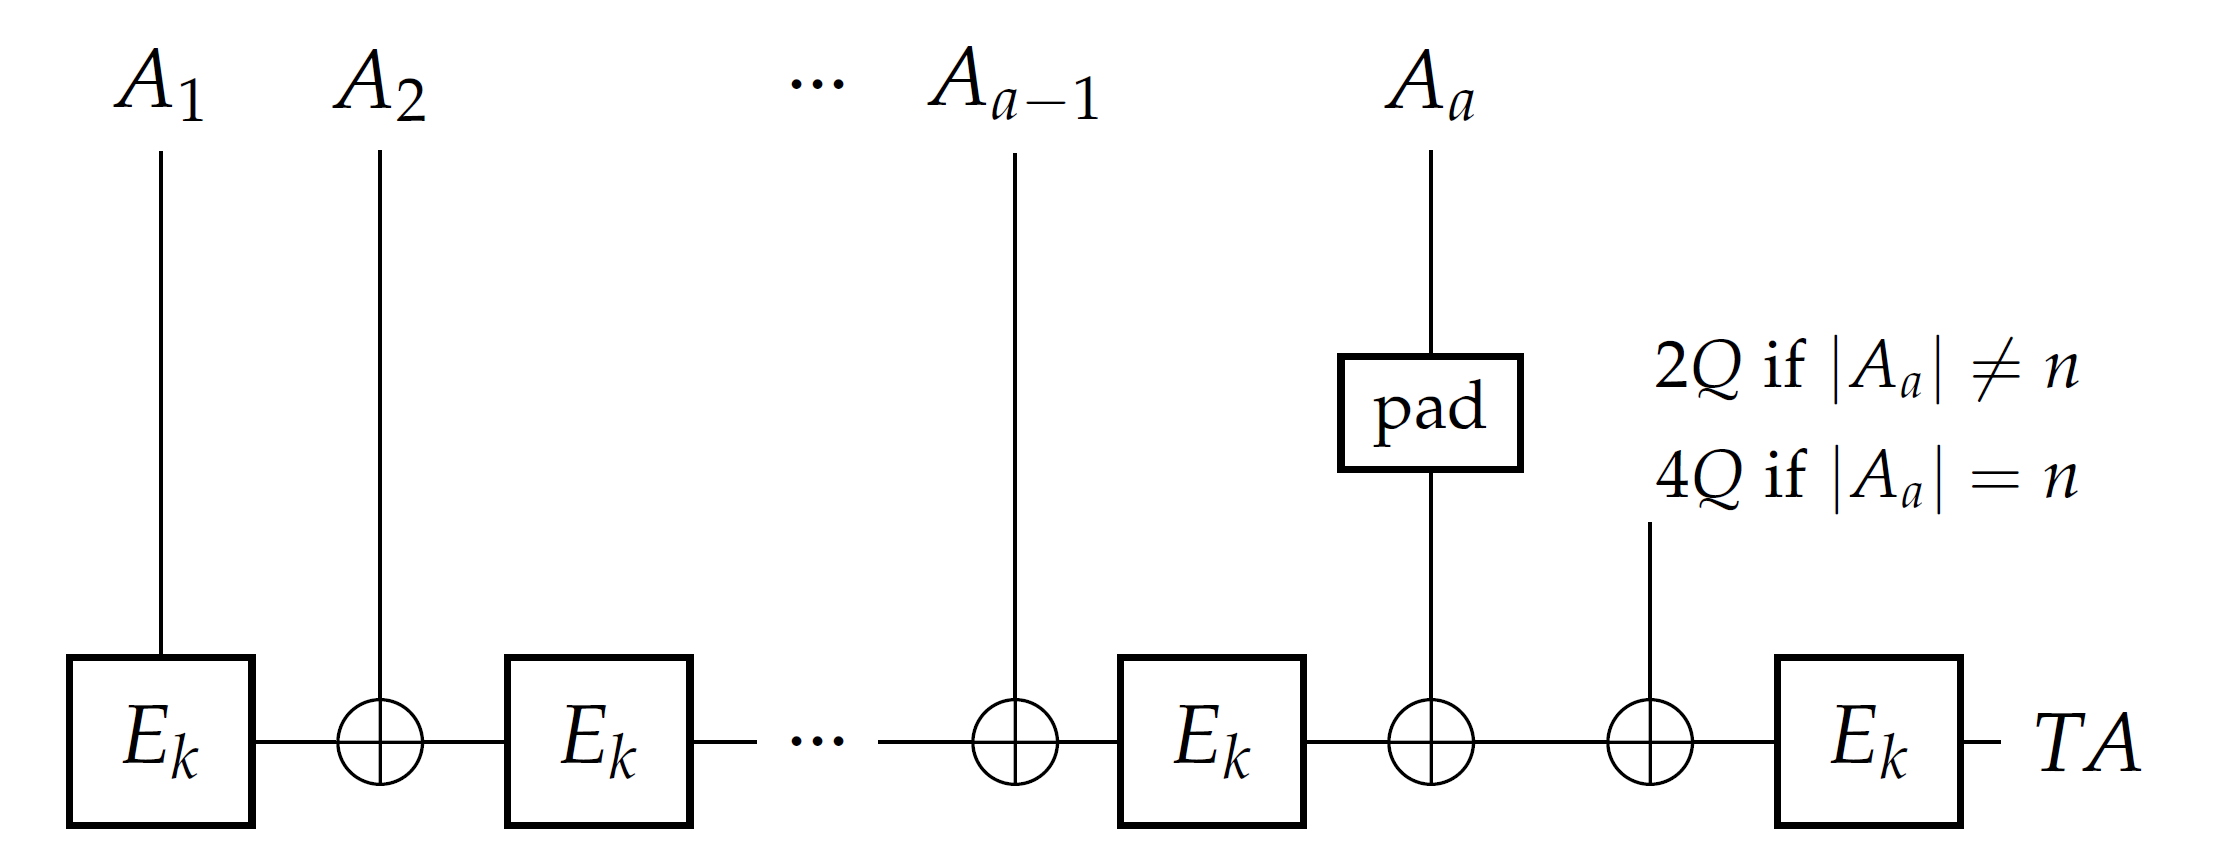 A₁ A₂ ··· Aₐ₋₁ Aₐ
2Q if |Aₐ| ≠ n
pad
4Q if |Aₐ| = n
Eₖ Eₖ ··· Eₖ Eₖ TA